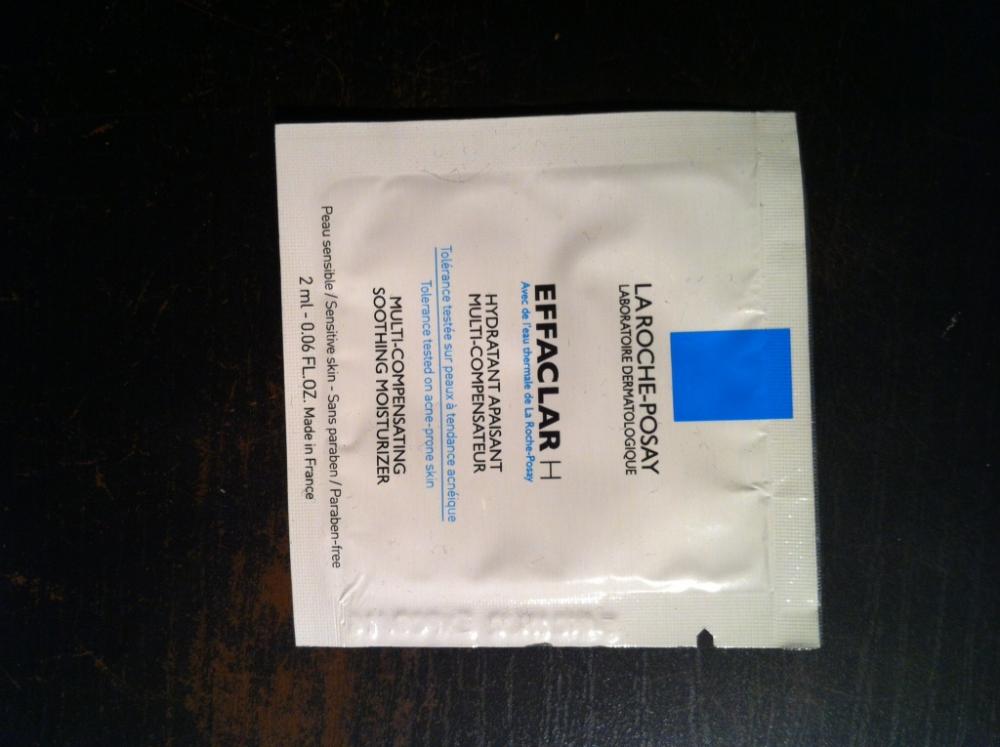 LA ROCHE-POSAY
LABORATOIRE DERMATOLOGIQUE
EFFACLAR H
Avec de l'eau thermale de La Roche-Posay
HYDRATANT APAISANT
MULTI-COMPENSATEUR
Tolérance testée sur peaux à tendance acnéique
Tolerance tested on acne-prone skin
MULTI-COMPENSATING
SOOTHING MOISTURIZER
Peau sensible / Sensitive skin - Sans paraben / Paraben-free
2 ml - 0.06 FL.OZ. Made in France